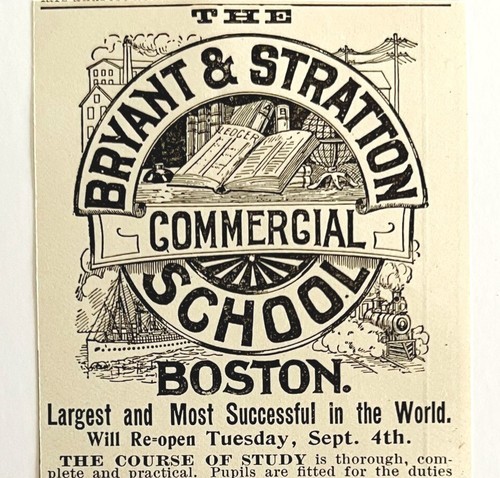 THE
BRYANT & STRATTON
LEDGER
COMMERCIAL
SCHOOL
BOSTON.
Largest and Most Successful in the World.
Will Re-open Tuesday, Sept. 4th.
THE COURSE OF STUDY is thorough, com-
plete and practical. Pupils are fitted for the duties